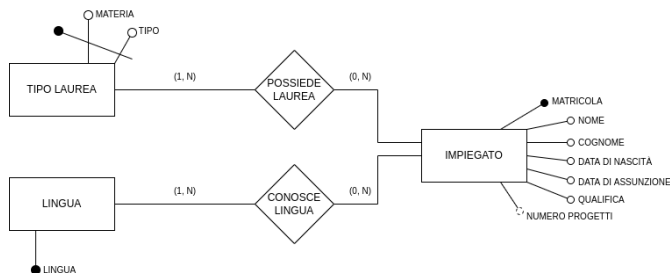 MATERIA
TIPO
TIPO LAUREA
(1, N)
POSSIEDE
LAUREA
(0, N)
MATRICOLA
NOME
COGNOME
DATA DI NASCITÀ
DATA DI ASSUNZIONE
QUALIFICA
NUMERO PROGETTI
IMPIEGATO
LINGUA
(1, N)
CONOSCE
LINGUA
(0, N)
LINGUA